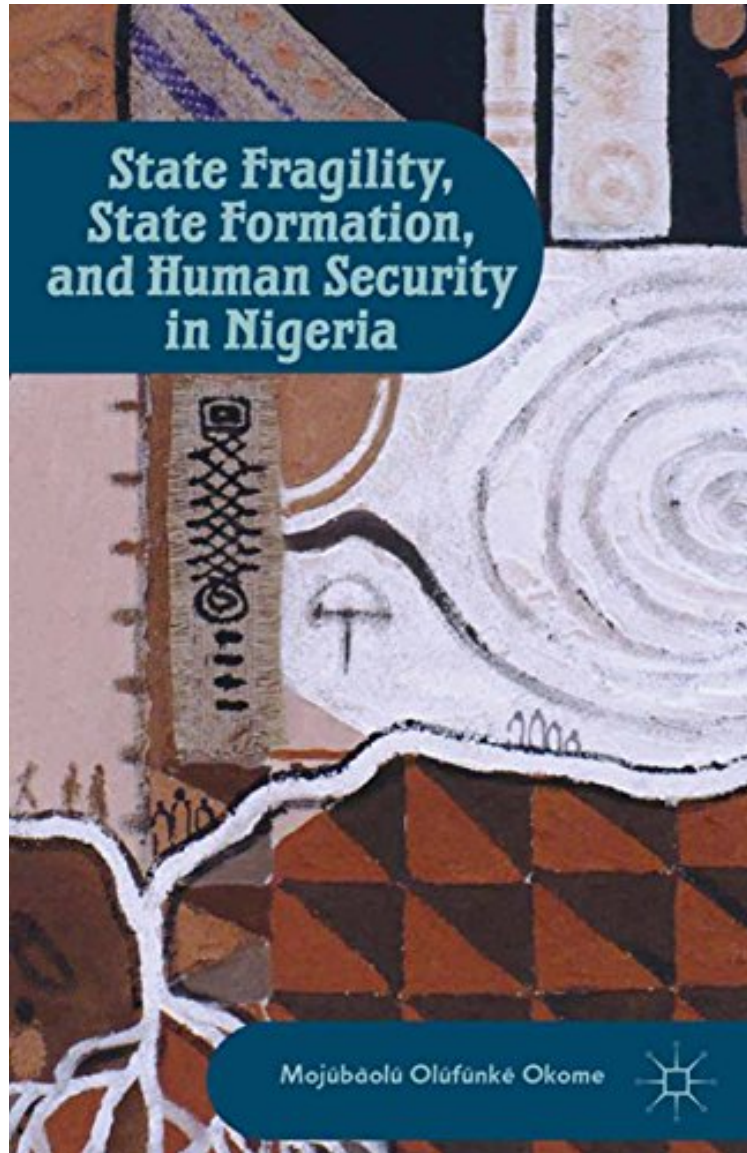 State Fragility,
State Formation,
and Human Security
in Nigeria
Mojúbàolú Olúfúnké Okome